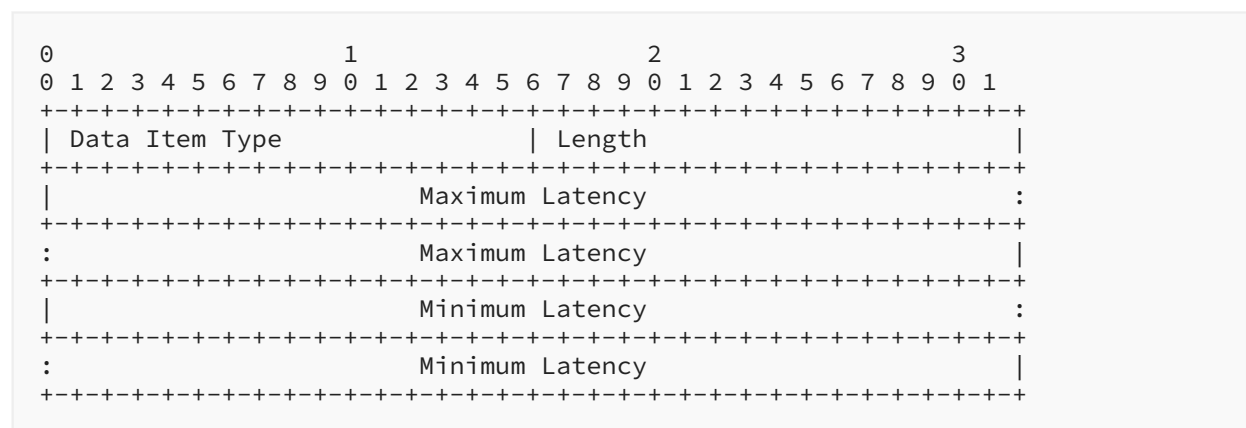 0                   1                   2                   3
0 1 2 3 4 5 6 7 8 9 0 1 2 3 4 5 6 7 8 9 0 1 2 3 4 5 6 7 8 9 0 1
+-+-+-+-+-+-+-+-+-+-+-+-+-+-+-+-+-+-+-+-+-+-+-+-+-+-+-+-+-+-+-+-+
| Data Item Type                | Length                        |
+-+-+-+-+-+-+-+-+-+-+-+-+-+-+-+-+-+-+-+-+-+-+-+-+-+-+-+-+-+-+-+-+
|                        Maximum Latency                        :
+-+-+-+-+-+-+-+-+-+-+-+-+-+-+-+-+-+-+-+-+-+-+-+-+-+-+-+-+-+-+-+-+
:                        Maximum Latency                        |
+-+-+-+-+-+-+-+-+-+-+-+-+-+-+-+-+-+-+-+-+-+-+-+-+-+-+-+-+-+-+-+-+
|                        Minimum Latency                        :
+-+-+-+-+-+-+-+-+-+-+-+-+-+-+-+-+-+-+-+-+-+-+-+-+-+-+-+-+-+-+-+-+
:                        Minimum Latency                        |
+-+-+-+-+-+-+-+-+-+-+-+-+-+-+-+-+-+-+-+-+-+-+-+-+-+-+-+-+-+-+-+-+